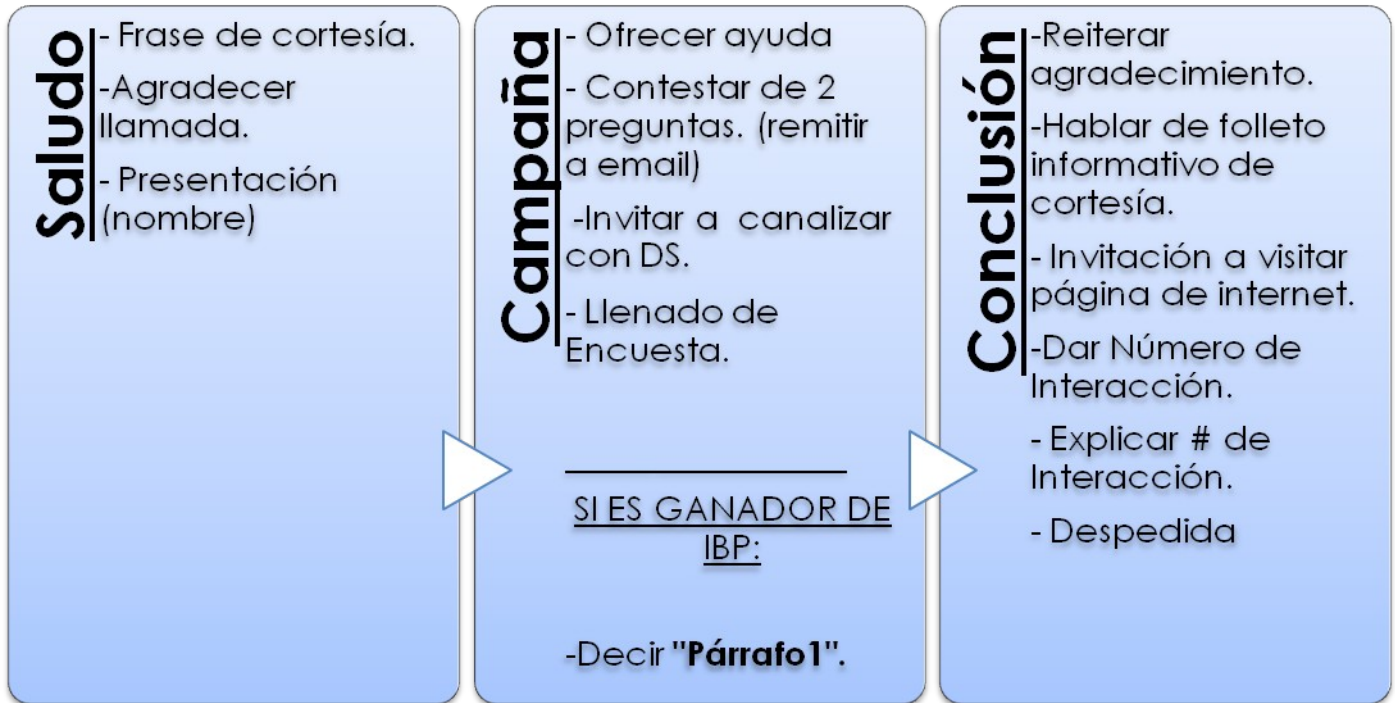 Saludo
- Frase de cortesía.
-Agradecer
llamada.
- Presentación
(nombre)
Campaña
- Ofrecer ayuda
- Contestar de 2
preguntas. (remitir
a email)
-Invitar a canalizar
con DS.
- Llenado de
Encuesta.
SI ES GANADOR DE
IBP:
-Decir "Párrafo1".
Conclusión
-Reiterar
agradecimiento.
-Hablar de folleto
informativo de
cortesía.
- Invitación a visitar
página de internet.
-Dar Número de
Interacción.
- Explicar # de
Interacción.
- Despedida